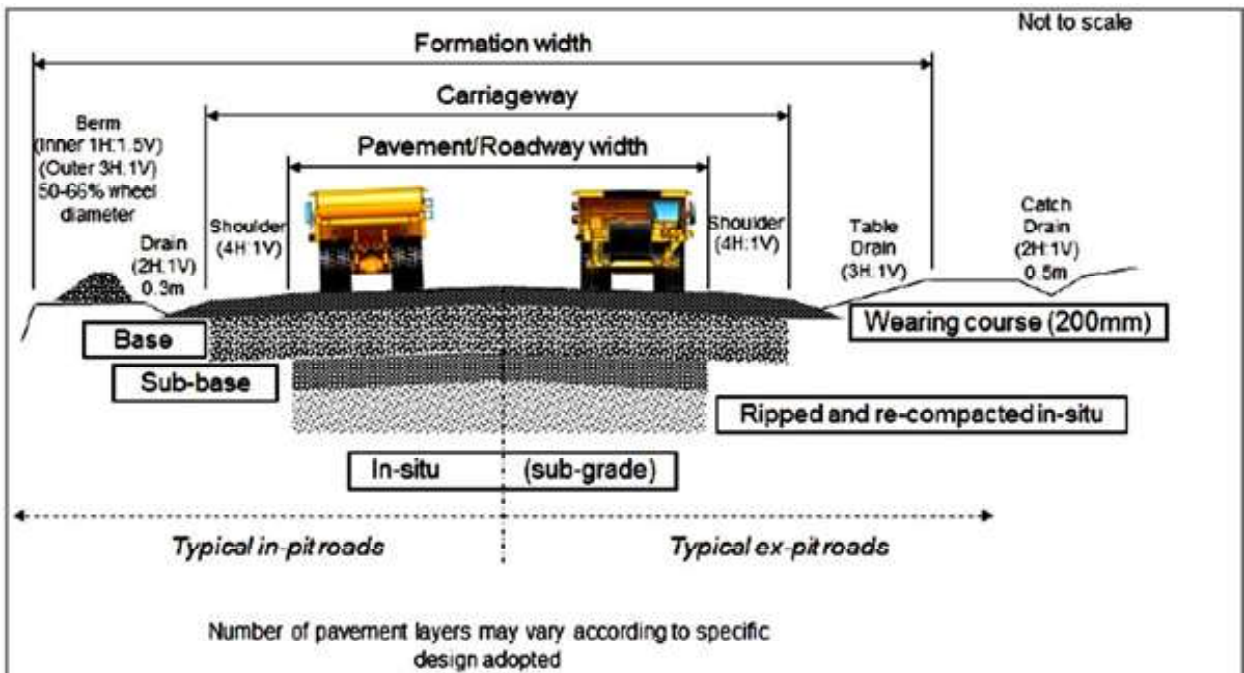 Not to scale
Formation width
Carriageway
Berm
(Inner 1H:1.5V)
(Outer 3H:1V)
50-66% wheel
diameter
Pavement/Roadway width
Drain
(2H:1V)
0.3m
Shoulder
(4H:1V)
Shoulder
(4H:1V)
Table
Drain
(3H:1V)
Catch
Drain
(2H:1V)
0.5m
Base
Wearing course (200mm)
Sub-base
Ripped and re-compacted in-situ
In-situ (sub-grade)
Typical in-pit roads
Typical ex-pit roads
Number of pavement layers may vary according to specific
design adopted